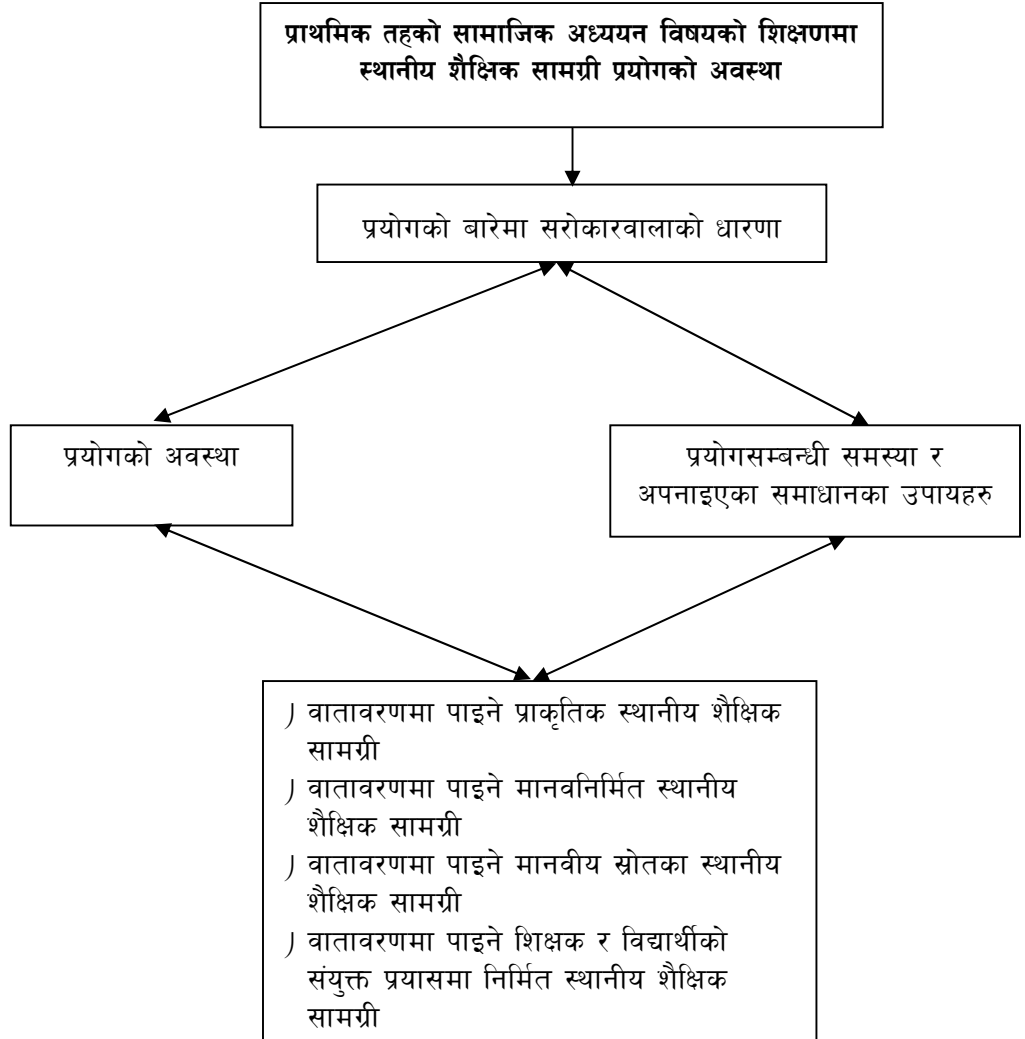 प्राथमिक तहको सामाजिक अध्ययन विषयको शिक्षणमा
स्थानीय शैक्षिक सामग्री प्रयोगको अवस्था
प्रयोगको बारेमा सरोकारवालाको धारणा
प्रयोगको अवस्था
प्रयोगसम्बन्धी समस्या र
अपनाइएका समाधानका उपायहरु
) वातावरणमा पाइने प्राकृतिक स्थानीय शैक्षिक
सामग्री
) वातावरणमा पाइने मानवनिर्मित स्थानीय
शैक्षिक सामग्री
) वातावरणमा पाइने मानवीय स्रोतका स्थानीय
शैक्षिक सामग्री
) वातावरणमा पाइने शिक्षक र विद्यार्थीको
संयुक्त प्रयासमा निर्मित स्थानीय शैक्षिक
सामग्री